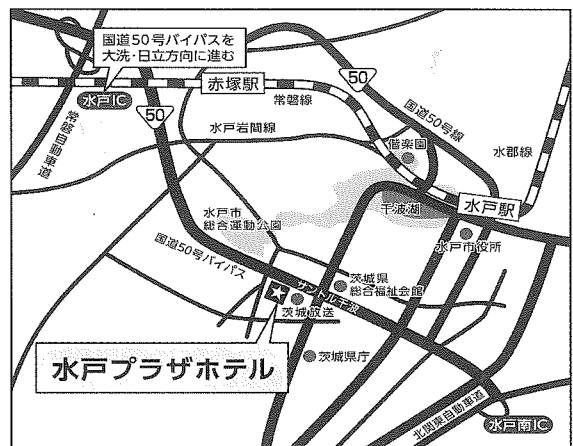 国道50号バイパスを
大洗・日立方向に進む
水戸IC
赤塚駅
50
50
常磐線
国道50号線
常磐自動車道
水戸岩間線
偕楽園
水郡線
水戸駅
千波湖
水戸市
総合運動公園
水戸市役所
国道50号バイパス
サントル千波
茨城県
総合福祉会館
茨城放送
水戸プラザホテル
茨城県庁
北関東自動車道
水戸南IC